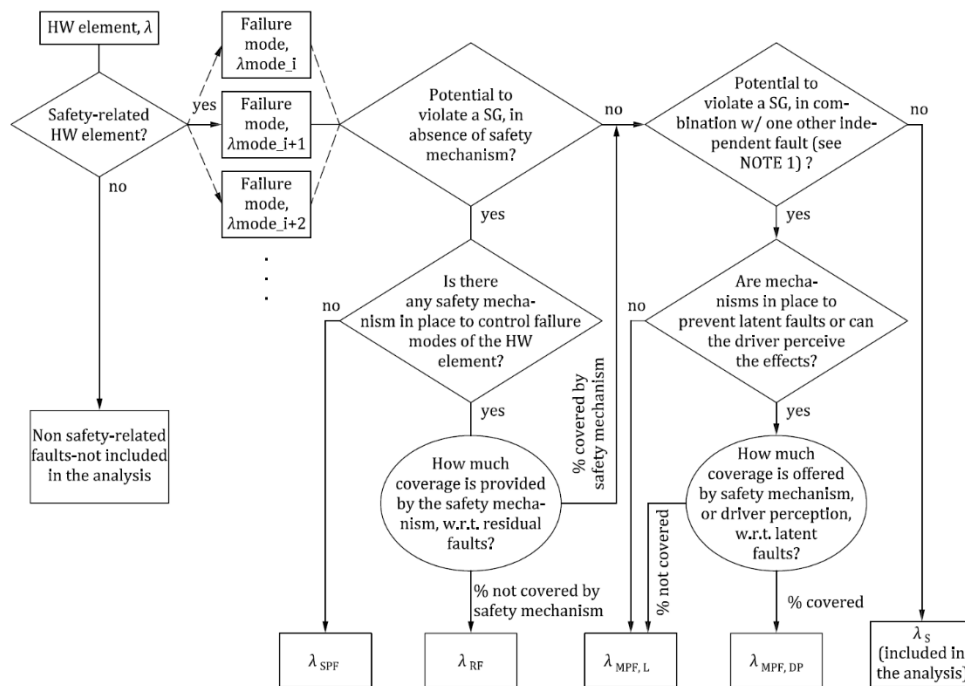 HW element, λ
Safety-related
HW element?
yes
no
Failure
mode,
λmode_i
Failure
mode,
λmode_i+1
Failure
mode,
λmode_i+2
. . .
Potential to
violate a SG, in
absence of safety
mechanism?
no
yes
Potential to
violate a SG, in com-
bination w/ one other inde-
pendent fault (see
NOTE 1) ?
no
yes
Is there
any safety mecha-
nism in place to control failure
modes of the HW
element?
no
yes
Are mecha-
nisms in place to
prevent latent faults or can
the driver perceive
the effects?
no
yes
Non safety-related
faults-not included
in the analysis
How much
coverage is provided
by the safety mecha-
nism, w.r.t. residual
faults?
% covered by
safety mechanism
% not covered by
safety mechanism
How much
coverage is offered
by safety mechanism,
or driver perception,
w.r.t. latent
faults?
% not covered
% covered
λ SPF
λ RF
λ MPF, L
λ MPF, DP
λ S
(included in
the analysis)